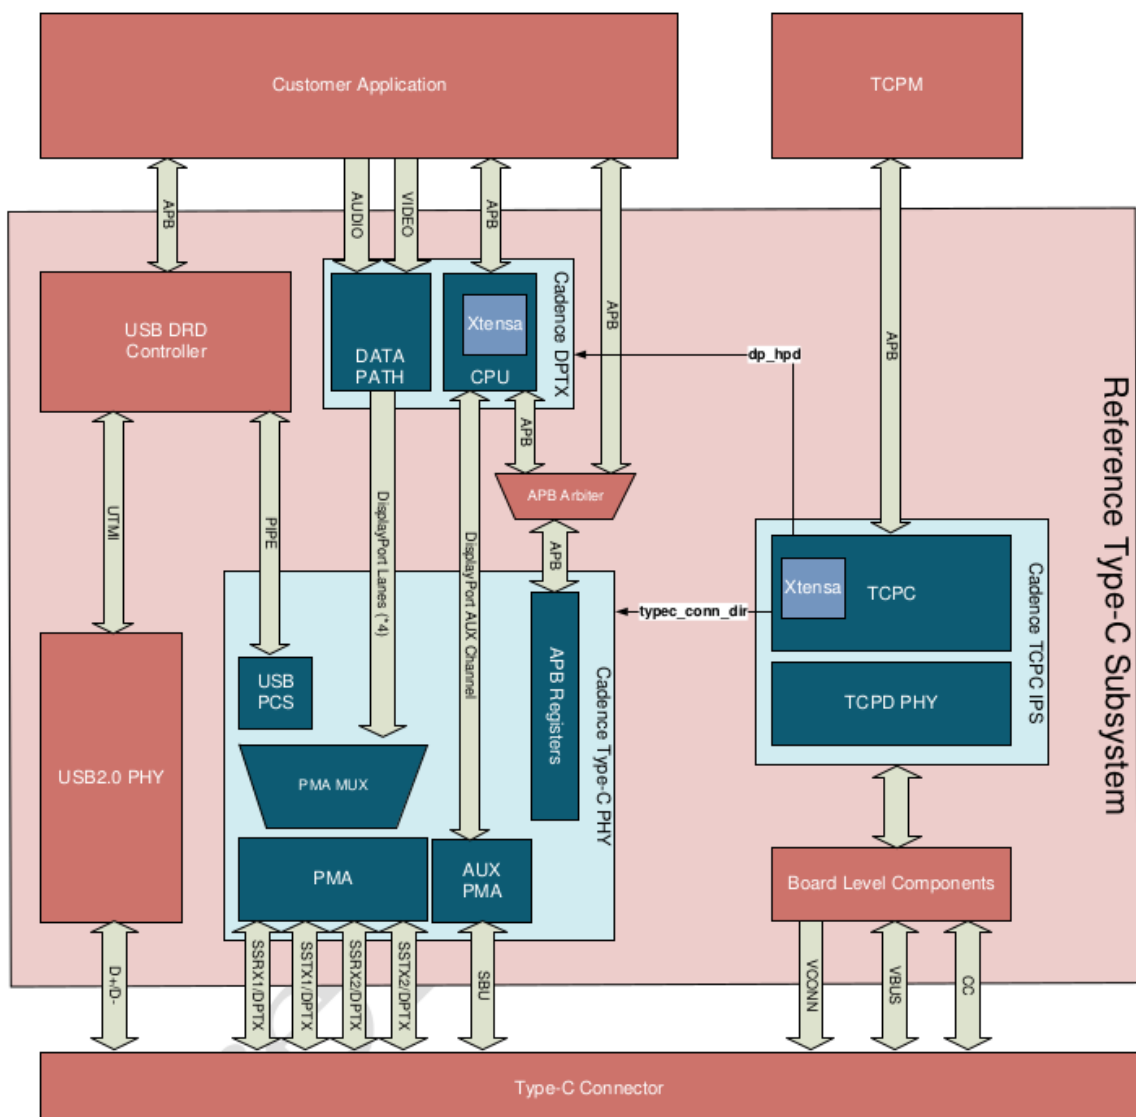 Customer Application
TCPM
APB
AUDIO
VIDEO
APB
APB
APB
USB DRD
Controller
DATA
PATH
Xtensa
CPU
Cadence DPTX
dp_hpd
Reference Type-C Subsystem
UTMI
PIPE
DisplayPort Lanes (*4)
DisplayPort AUX Channel
APB
APB Arbiter
APB
typec_conn_dir
Xtensa
TCPC
TCPD PHY
Cadence TCPC IPS
USB2.0 PHY
USB
PCS
PMA MUX
PMA
AUX
PMA
APB Registers
Cadence Type-C PHY
Board Level Components
D+/D-
SSRX1/DPTX
SSTX1/DPTX
SSRX2/DPTX
SSTX2/DPTX
SBU
VCONN
VBUS
CC
Type-C Connector